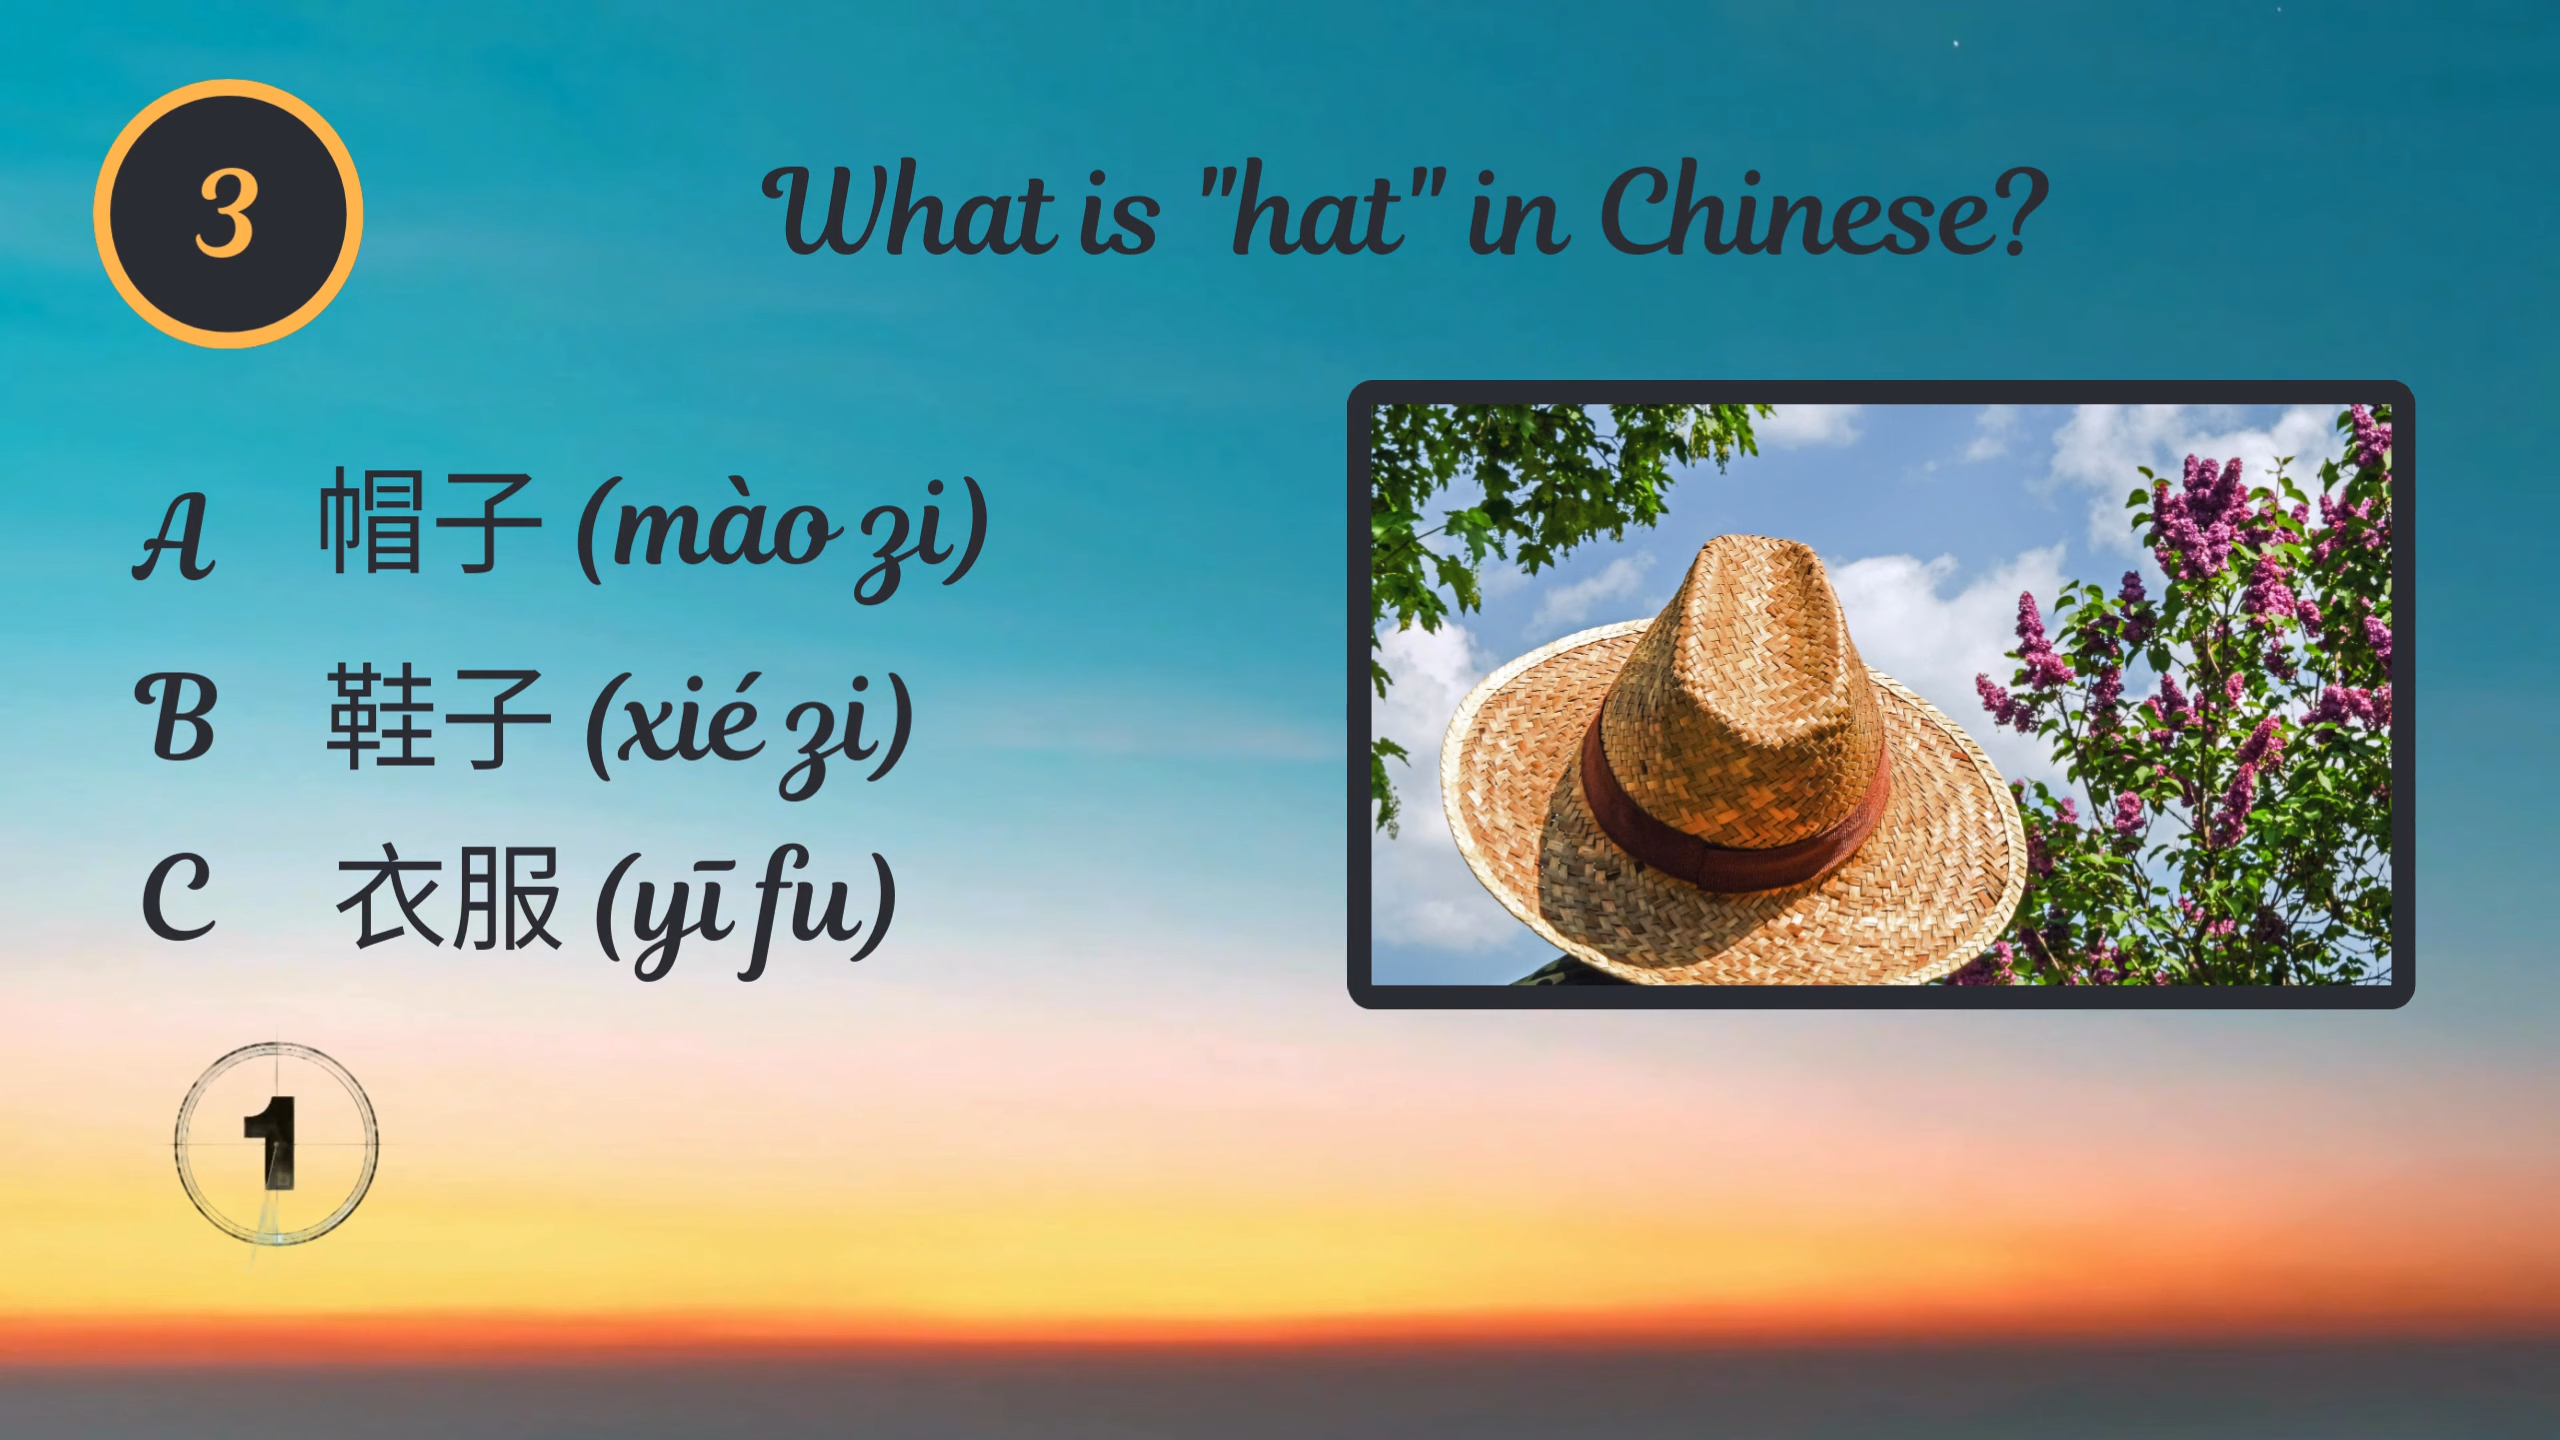 3
What is "hat" in Chinese?
A 帽子 (mào zi)
B 鞋子 (xié zi)
C 衣服 (yī fu)
1